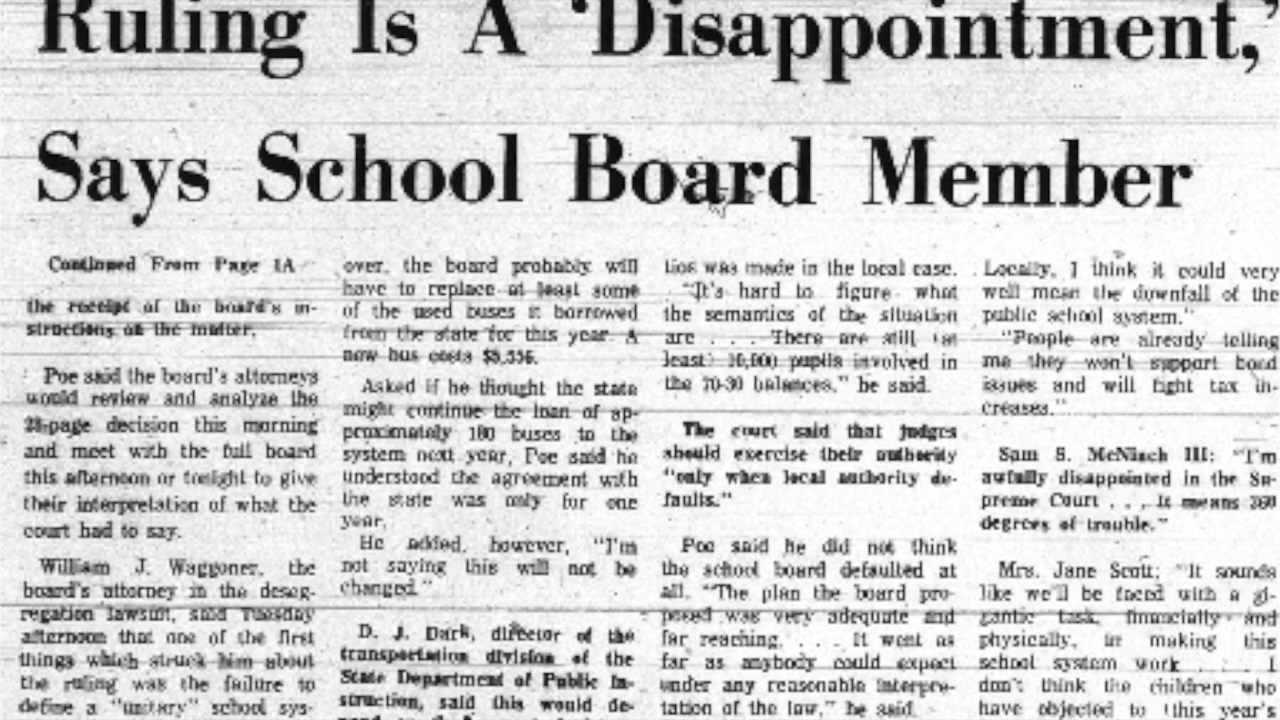 Ruling Is A 'Disappointment,'
Says School Board Member
Continued From Page 1A
the receipt of the board's in-
structions on the matter.
Poe said the board's attorneys
would review and analyze the
28-page decision this morning
and meet with the full board
this afternoon or tonight to give
their interpretation of what the
court had to say.
William J. Waggoner, the
board's attorney in the deseg-
regation lawsuit, said Tuesday
afternoon that one of the first
things which struck him about
the ruling was the failure to
define a "unitary" school sys-
over, the board probably will
have to replace at least some
of the used buses it borrowed
from the state for this year. A
new bus costs
Asked if he thought the state
might continue the loan of ap-
proximately 180 buses to the
system next year, Poe said he
understood the agreement with
the state was only for one
year.
He added, however, "I'm
not saying this will not be
changed."
D. J. Dark, director of the
transportation division of the
State Department of Public In-
struction, said this would de-
tion was made in the local case.
"It's hard to figure what
the semantics of the situation
are . . . There are still (at
least) 10,000 pupils involved in
the 70-30 balances," he said.
The court said that judges
should exercise their authority
"only when local authority de-
faults."
Poe said he did not think
the school board defaulted at
all. "The plan the board pro-
posed was very adequate and
far reaching. . . . It went as
far as anybody could expect
under any reasonable interpre-
tation of the law," he said.
Locally, I think it could very
well mean the downfall of the
public school system."
"People are already telling
me they won't support bond
issues and will fight tax in-
creases."
Sam S. McNinch III: "I'm
awfully disappointed in the Su-
preme Court . . . It means 360
degrees of trouble."
Mrs. Jane Scott: "It sounds
like we'll be faced with a gi-
gantic task, financially and
physically, in making this
school system work . . . I
don't think the children who
have objected to (this year's